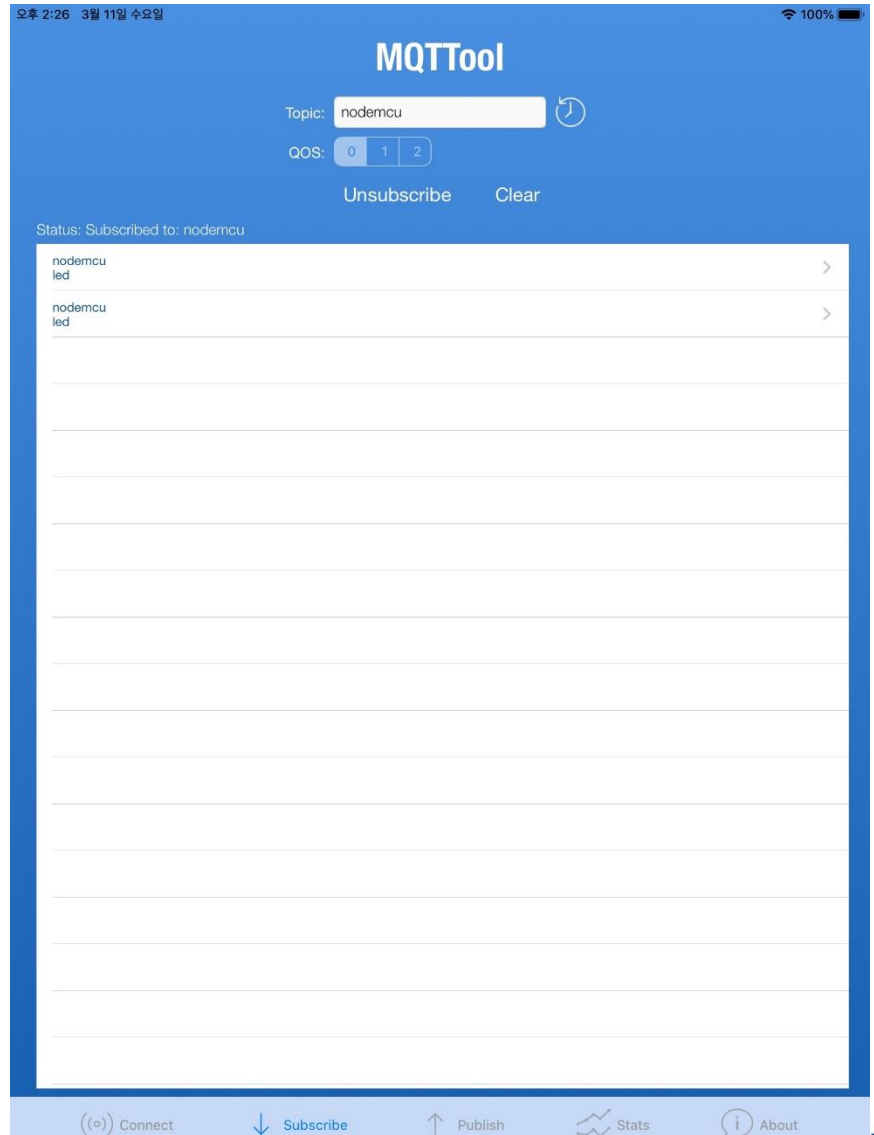 오후 2:26 3월 11일 수요일 100%
MQTTool
Topic: nodemcu
QOS: 0 1 2
Unsubscribe Clear
Status: Subscribed to: nodemcu
nodemcu
led
nodemcu
led
Connect Subscribe Publish Stats About